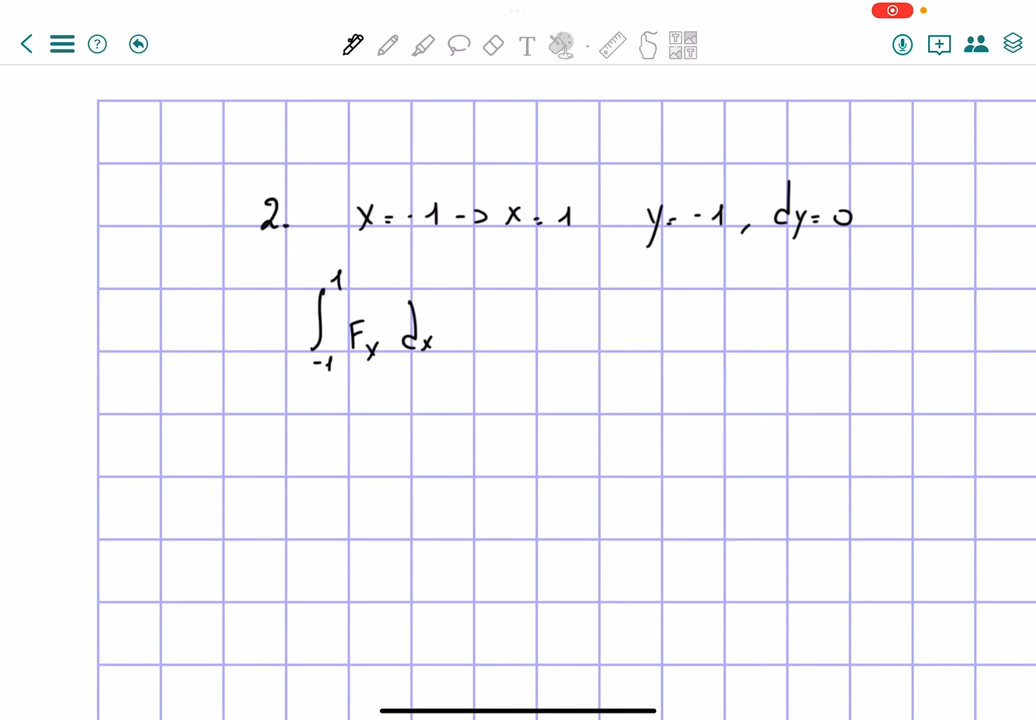 2. x = -1 -> x = 1 y = -1, dy = 0
∫_{-1}^{1} F_x dx